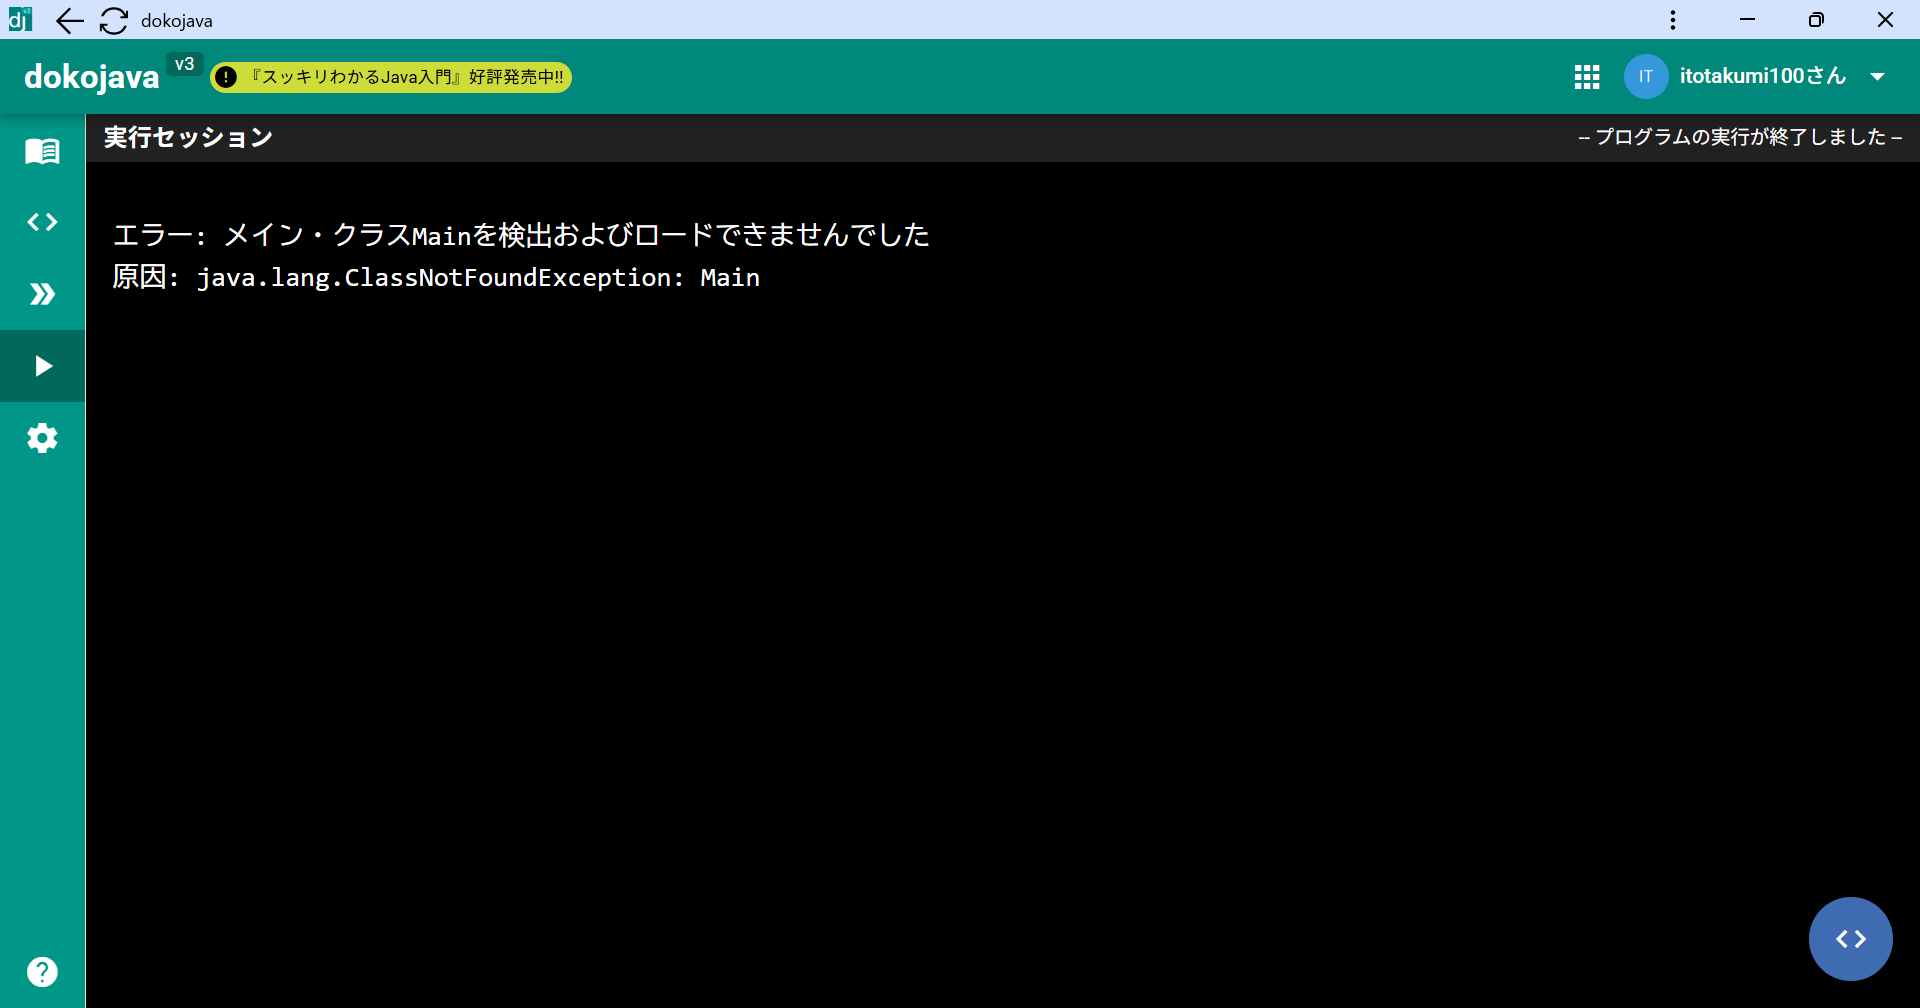 dj v3
dokojava
dokojava v3
! 『スッキリわかるJava入門』好評発売中!!
IT itotakumi100さん
実行セッション
-- プログラムの実行が終了しました --
エラー: メイン・クラスMainを検出およびロードできませんでした
原因: java.lang.ClassNotFoundException: Main
?